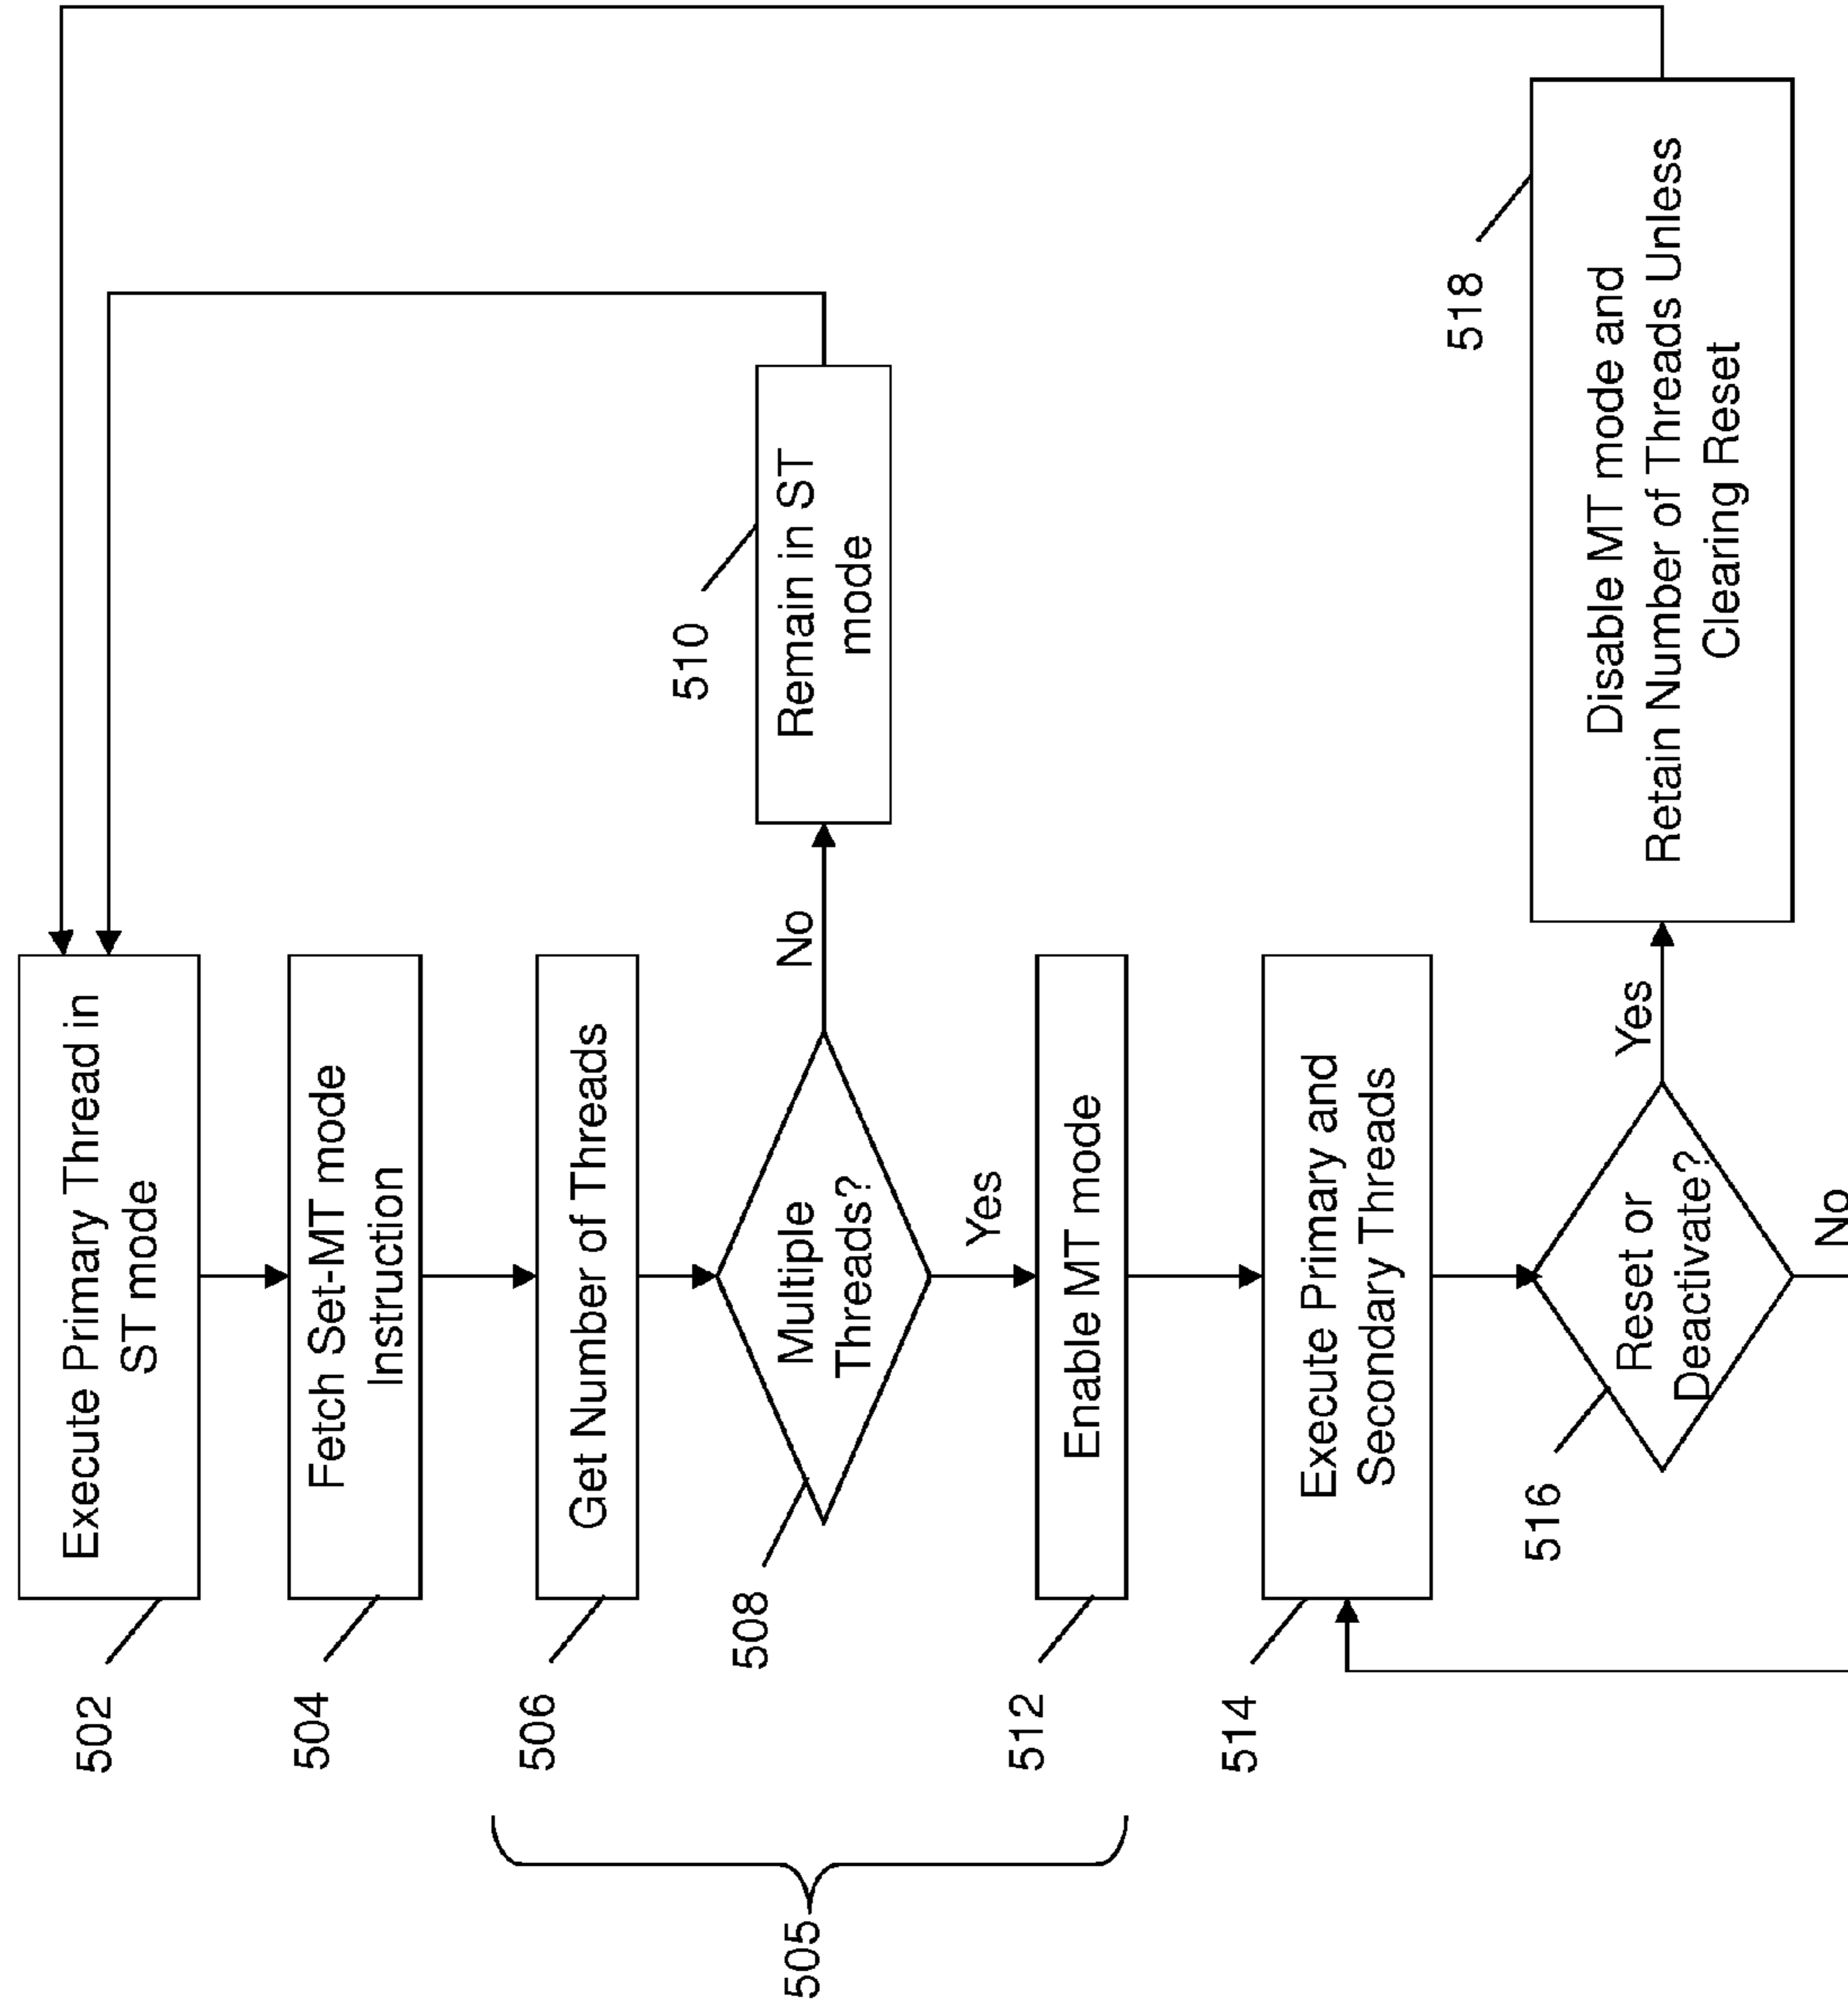 502
Execute Primary Thread in
ST mode
504
Fetch Set-MT mode
Instruction
505
506
Get Number of Threads
508
Multiple
Threads?
No
510
Remain in ST
mode
Yes
512
Enable MT mode
514
Execute Primary and
Secondary Threads
516
Reset or
Deactivate?
Yes
518
Disable MT mode and
Retain Number of Threads Unless
Clearing Reset
No